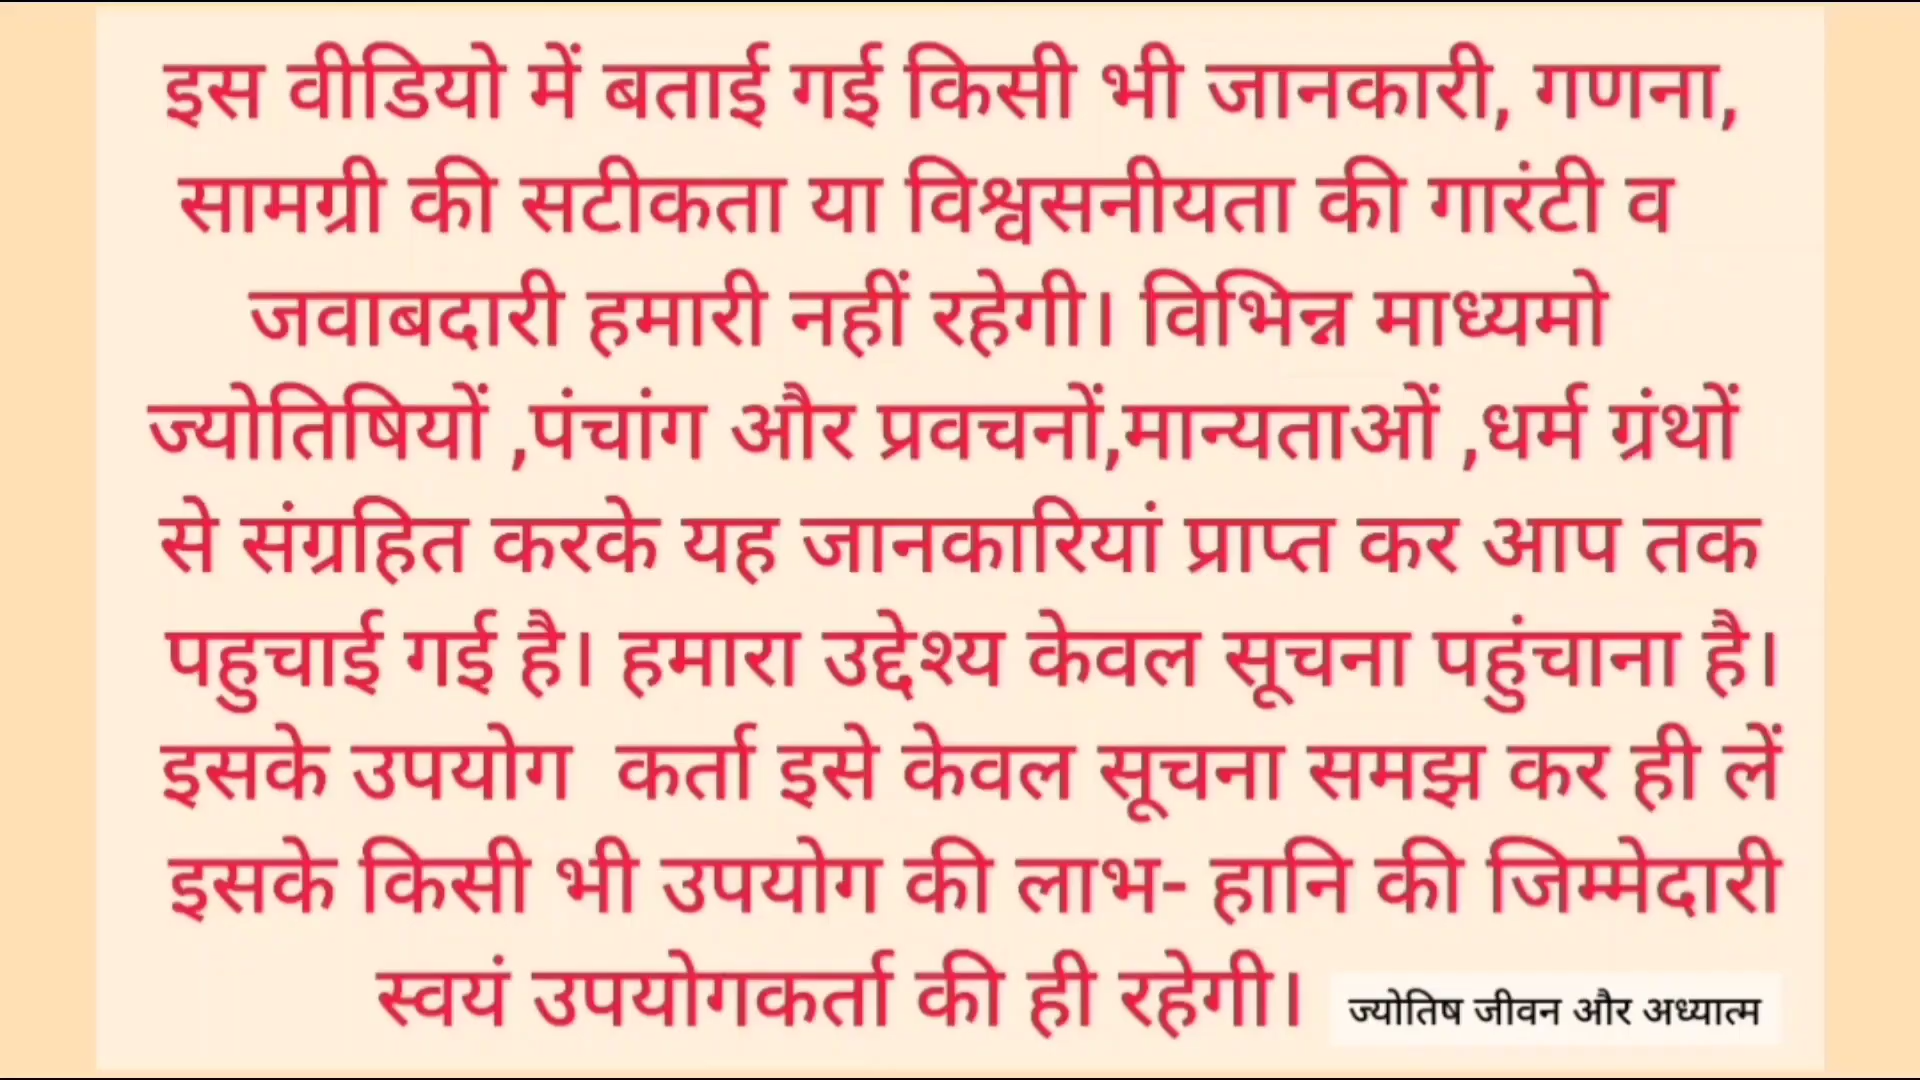 इस वीडियो में बताई गई किसी भी जानकारी, गणना,
सामग्री की सटीकता या विश्वसनीयता की गारंटी व
जवाबदारी हमारी नहीं रहेगी। विभिन्न माध्यमो
ज्योतिषियों ,पंचांग और प्रवचनों,मान्यताओं ,धर्म ग्रंथों
से संग्रहित करके यह जानकारियां प्राप्त कर आप तक
पहुचाई गई है। हमारा उद्देश्य केवल सूचना पहुंचाना है।
इसके उपयोग  कर्ता इसे केवल सूचना समझ कर ही लें
इसके किसी भी उपयोग की लाभ- हानि की जिम्मेदारी
स्वयं उपयोगकर्ता की ही रहेगी।
ज्योतिष जीवन और अध्यात्म